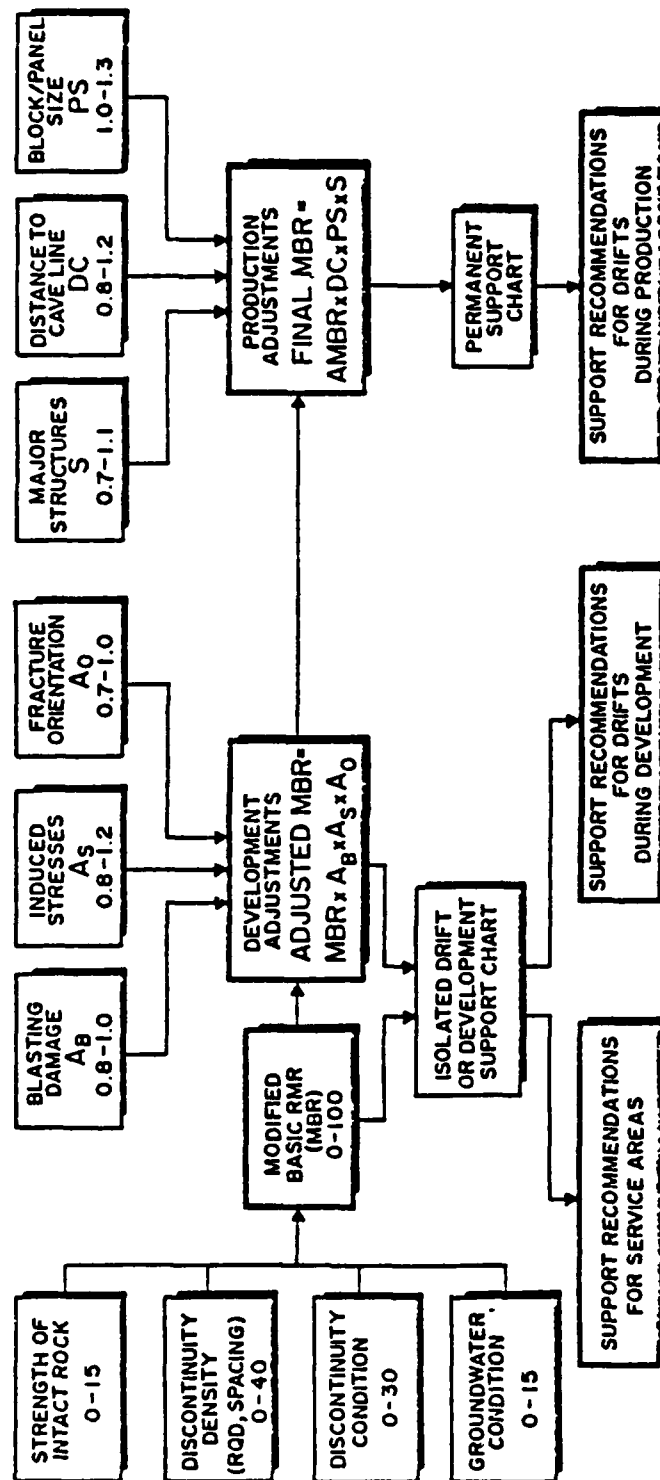 STRENGTH OF
INTACT ROCK
0-15
DISCONTINUITY
DENSITY
(RQD, SPACING)
0-40
DISCONTINUITY
CONDITION
0-30
GROUNDWATER
CONDITION
0-15
MODIFIED
BASIC RMR
(MBR)
0-100
BLASTING
DAMAGE
AB
0.8-1.0
INDUCED
STRESSES
AS
0.8-1.2
FRACTURE
ORIENTATION
AO
0.7-1.0
DEVELOPMENT
ADJUSTMENTS
ADJUSTED MBR=
MBR x AB x AS x AO
MAJOR
STRUCTURES
S
0.7-1.1
DISTANCE TO
CAVE LINE
DC
0.8-1.2
BLOCK/PANEL
SIZE
PS
1.0-1.3
PRODUCTION
ADJUSTMENTS
FINAL MBR=
AMBR x DC x PS x S
ISOLATED DRIFT
OR DEVELOPMENT
SUPPORT CHART
PERMANENT
SUPPORT
CHART
SUPPORT RECOMMENDATIONS
FOR SERVICE AREAS
SUPPORT RECOMMENDATIONS
FOR DRIFTS
DURING DEVELOPMENT
SUPPORT RECOMMENDATIONS
FOR DRIFTS
DURING PRODUCTION